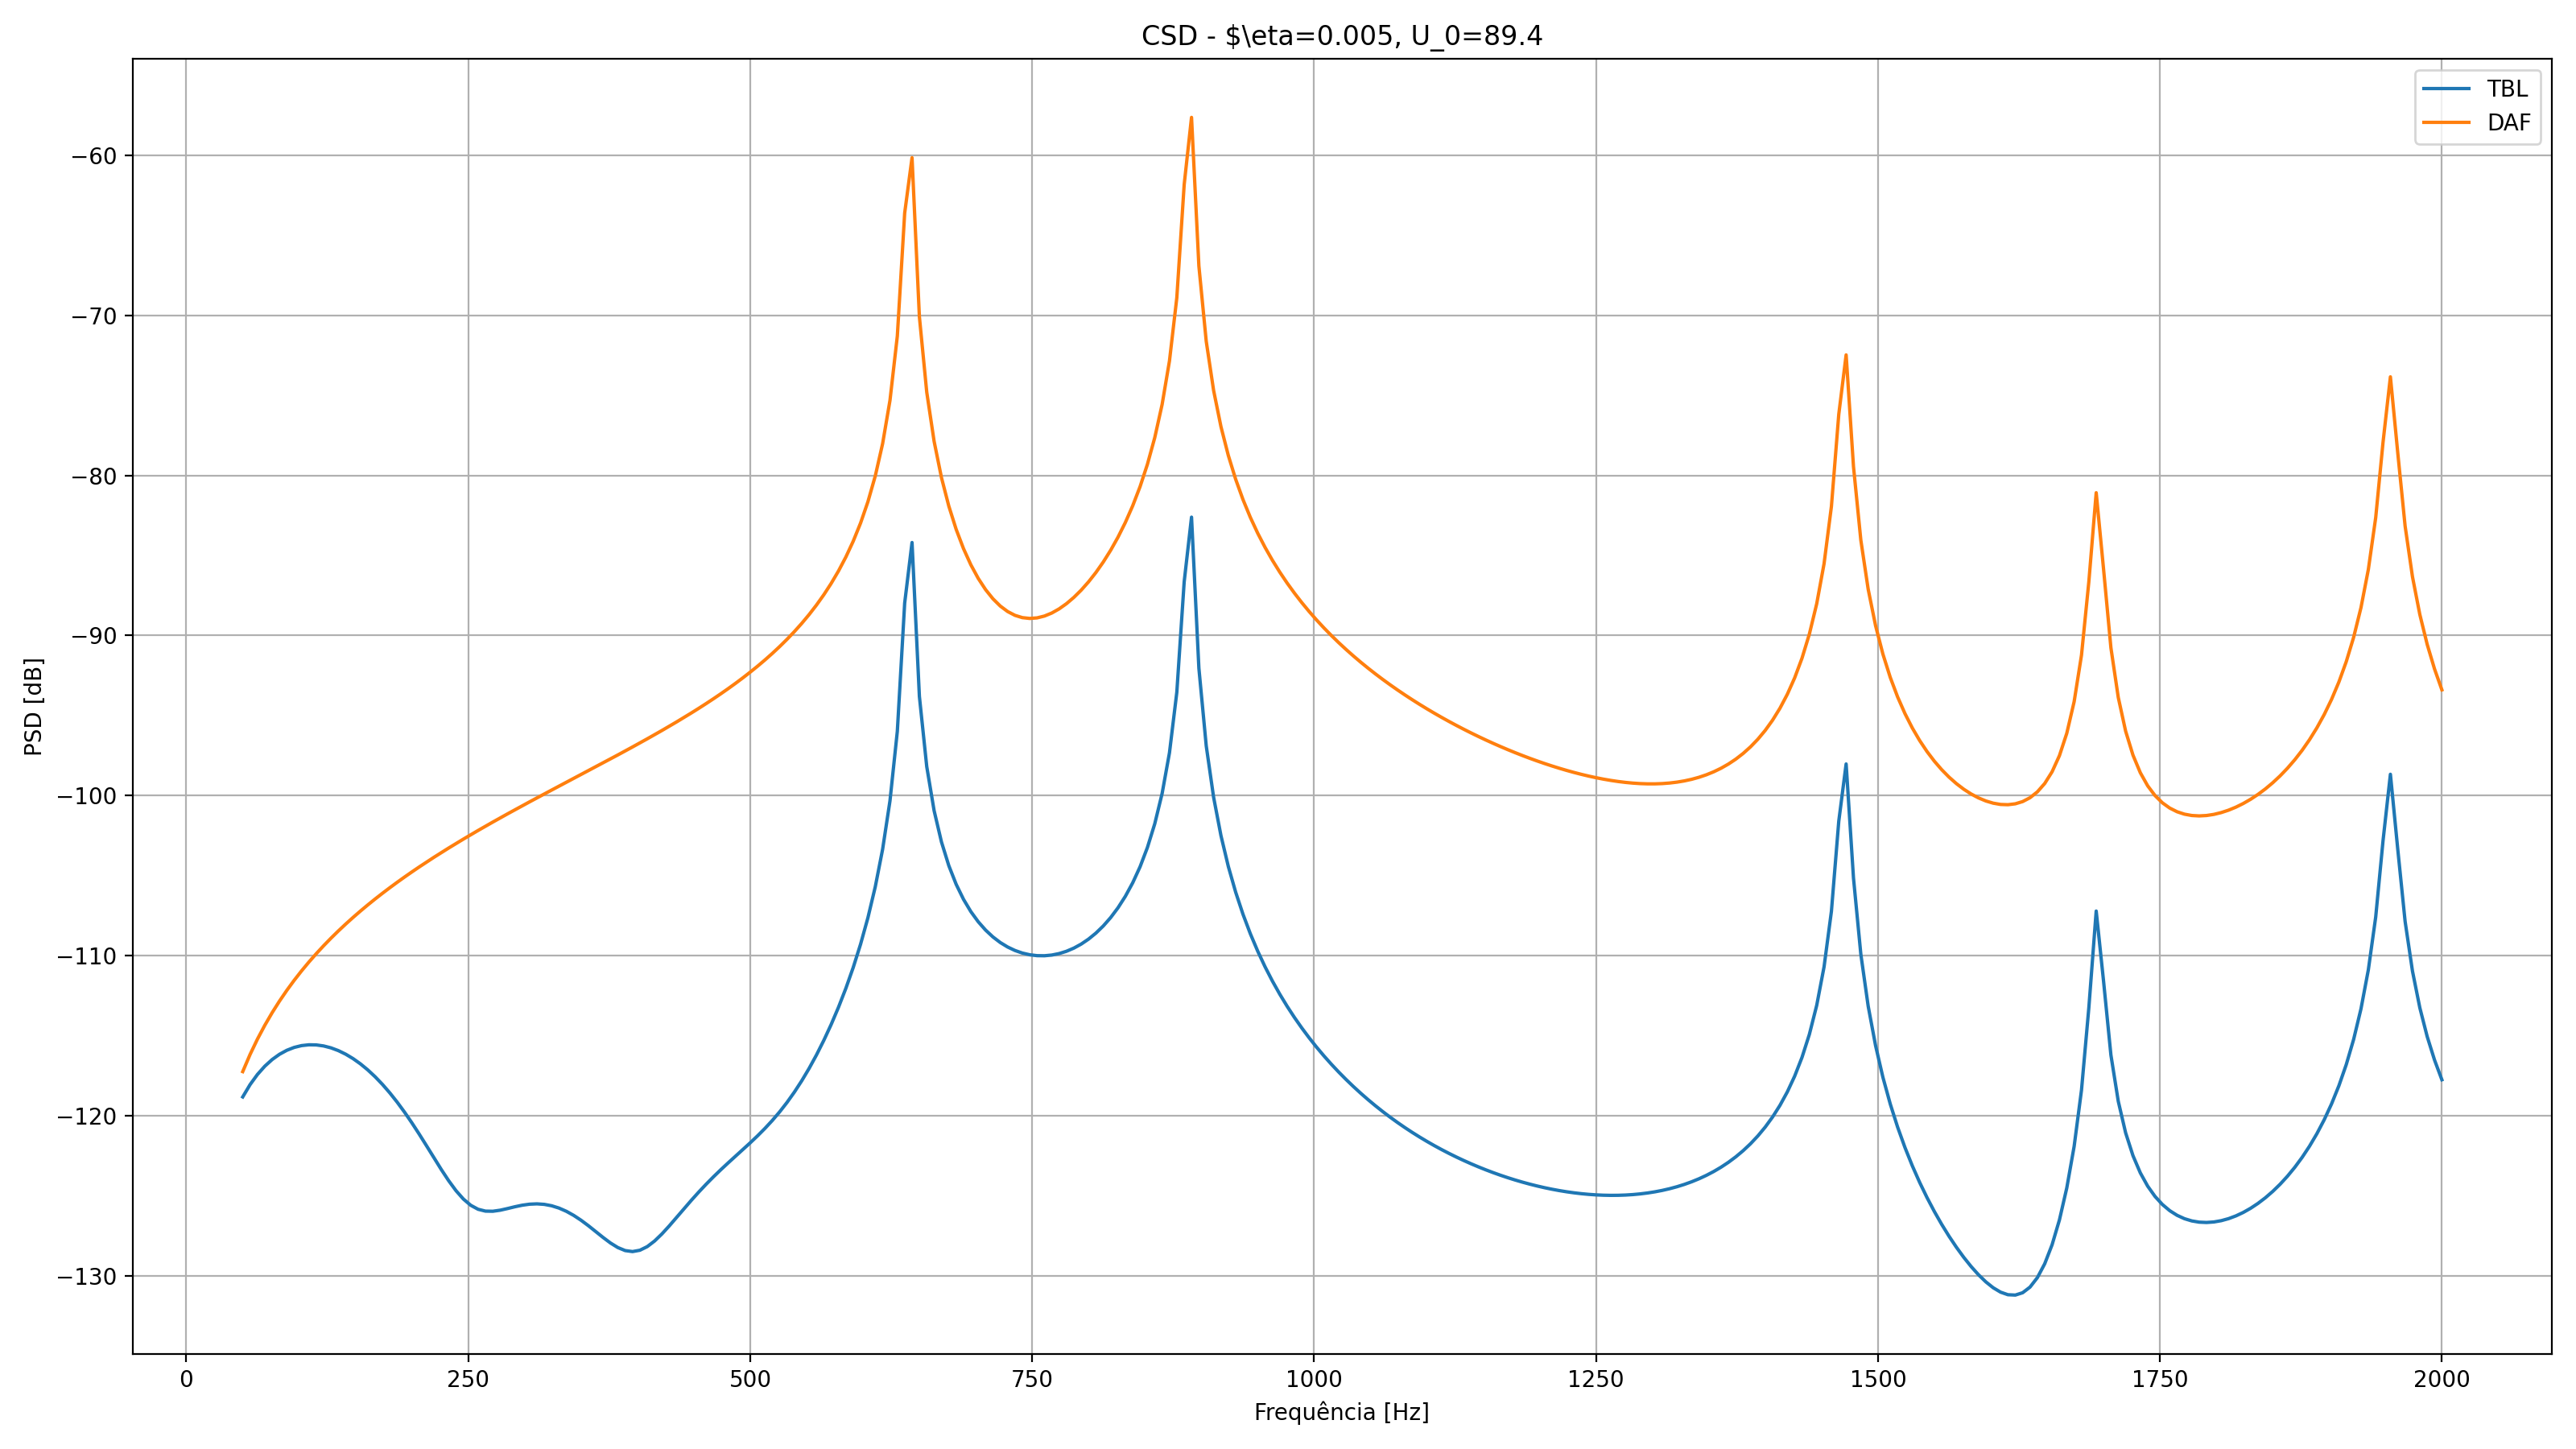 CSD - $\eta=0.005, U_0=89.4
TBL
DAF
PSD [dB]
−60
−70
−80
−90
−100
−110
−120
−130
0 250 500 750 1000 1250 1500 1750 2000
Frequência [Hz]